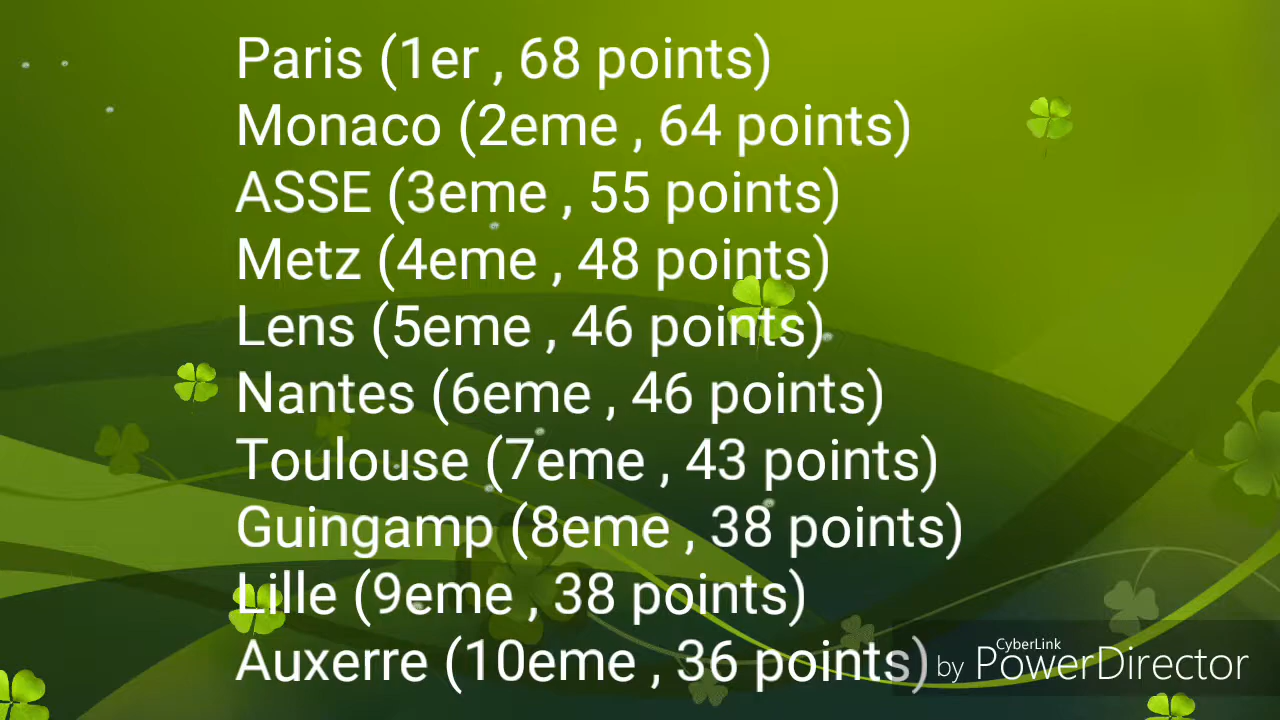 Paris (1er , 68 points)
Monaco (2eme , 64 points)
ASSE (3eme , 55 points)
Metz (4eme , 48 points)
Lens (5eme , 46 points)
Nantes (6eme , 46 points)
Toulouse (7eme , 43 points)
Guingamp (8eme , 38 points)
Lille (9eme , 38 points)
Auxerre (10eme , 36 points)
CyberLink
by PowerDirector